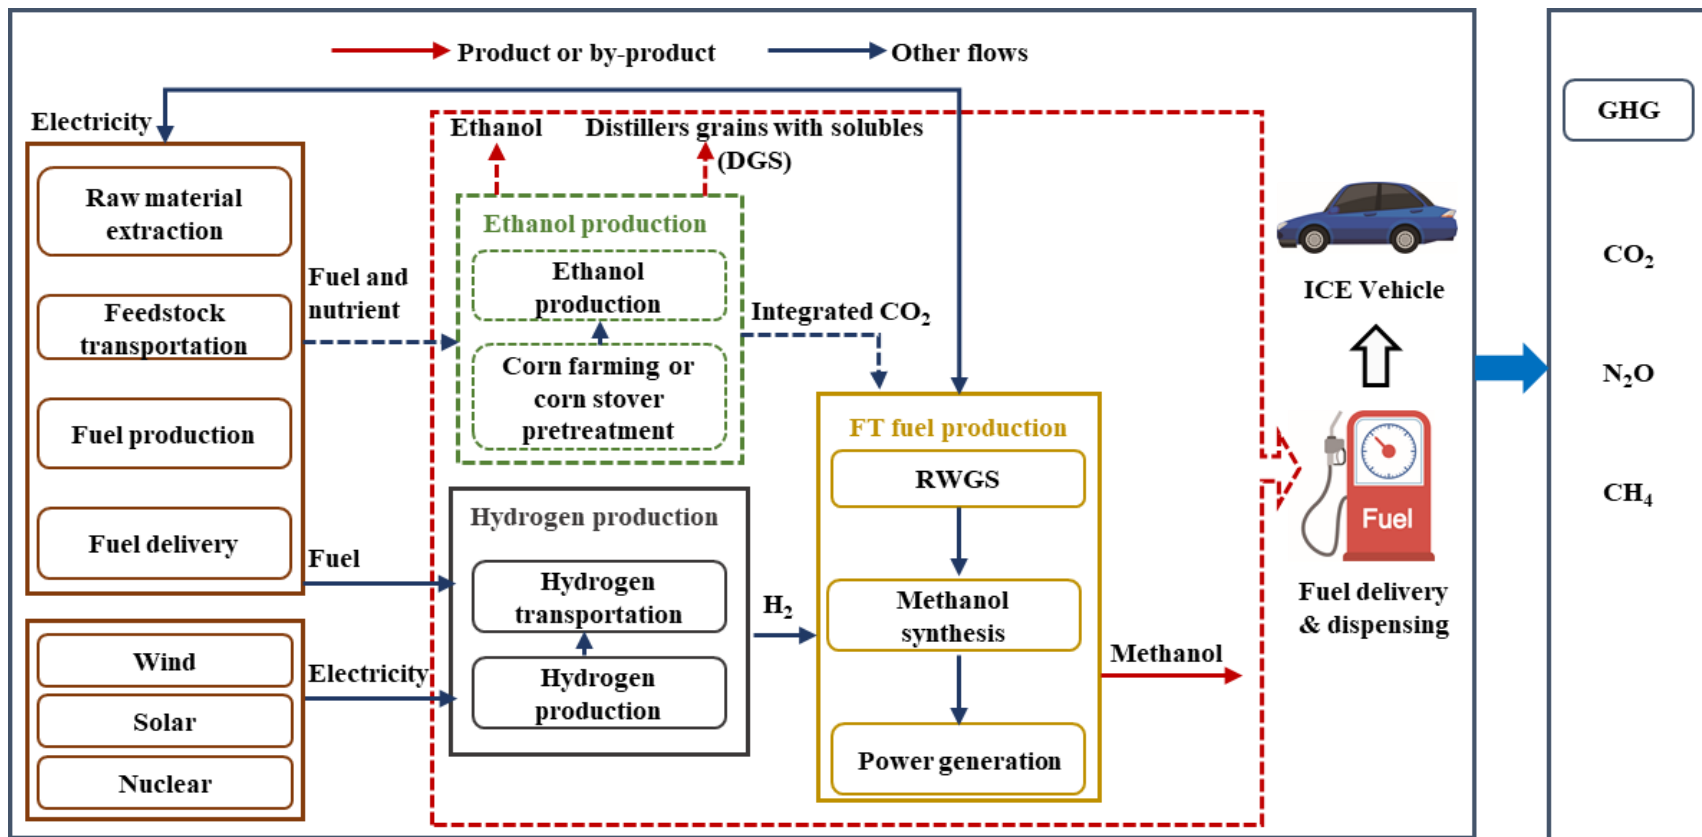 Product or by-product
Other flows
Electricity
Raw material
extraction
Feedstock
transportation
Fuel production
Fuel delivery
Wind
Solar
Nuclear
Fuel and
nutrient
Fuel
Electricity
Ethanol
Distillers grains with solubles
(DGS)
Ethanol production
Ethanol
production
Corn farming or
corn stover
pretreatment
Integrated CO₂
Hydrogen production
Hydrogen
transportation
Hydrogen
production
H₂
FT fuel production
RWGS
Methanol
synthesis
Power generation
Methanol
ICE Vehicle
Fuel
Fuel delivery
& dispensing
GHG
CO₂
N₂O
CH₄